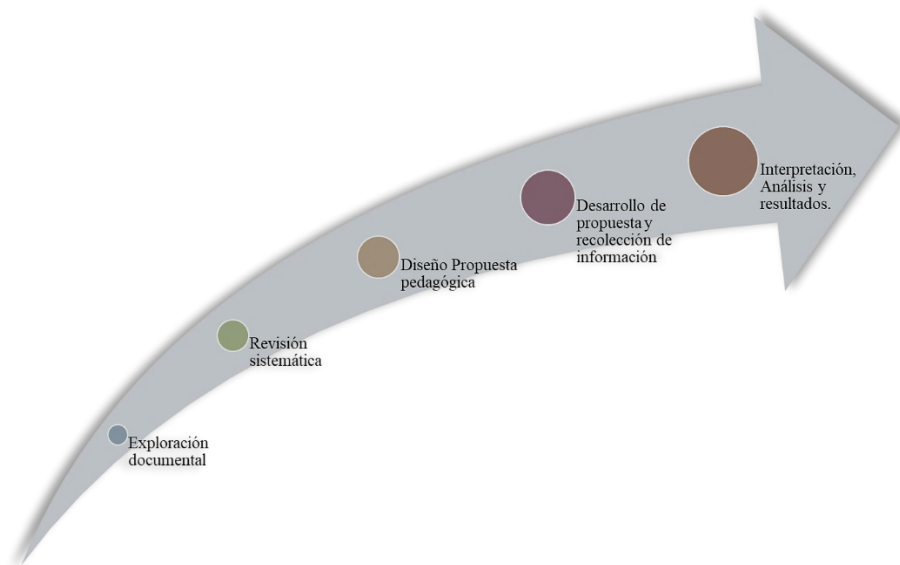 Exploración
documental
Revisión
sistemática
Diseño Propuesta
pedagógica
Desarrollo de
propuesta y
recolección de
información
Interpretación,
Análisis y
resultados.